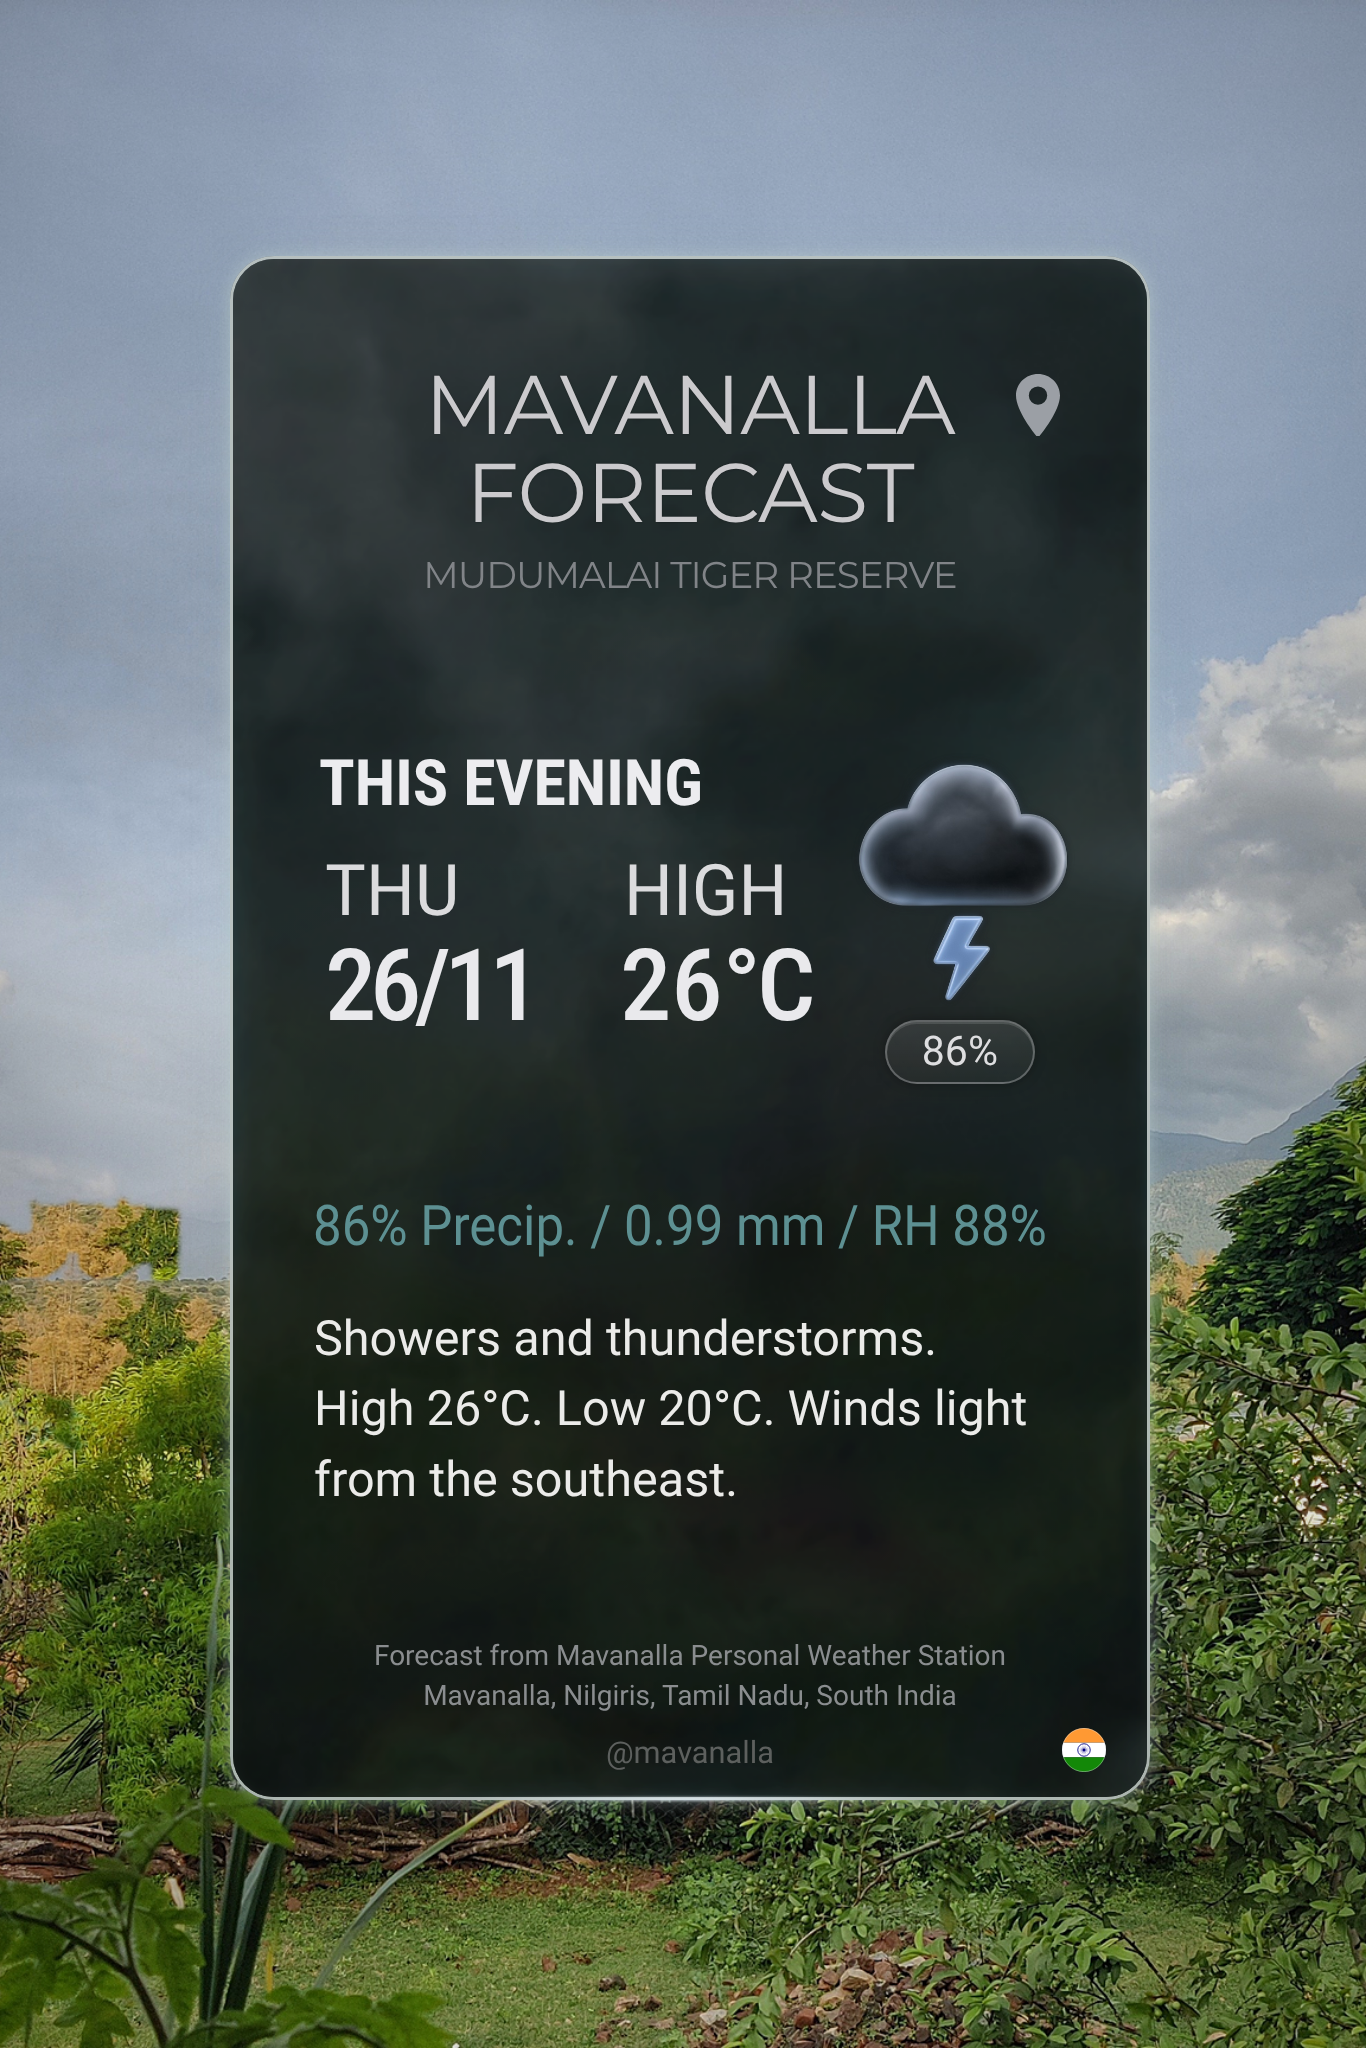 MAVANALLA
FORECAST
MUDUMALAI TIGER RESERVE
THIS EVENING
THU
26/11
HIGH
26°C
86%
86% Precip. / 0.99 mm / RH 88%
Showers and thunderstorms.
High 26°C. Low 20°C. Winds light
from the southeast.
Forecast from Mavanalla Personal Weather Station
Mavanalla, Nilgiris, Tamil Nadu, South India
@mavanalla